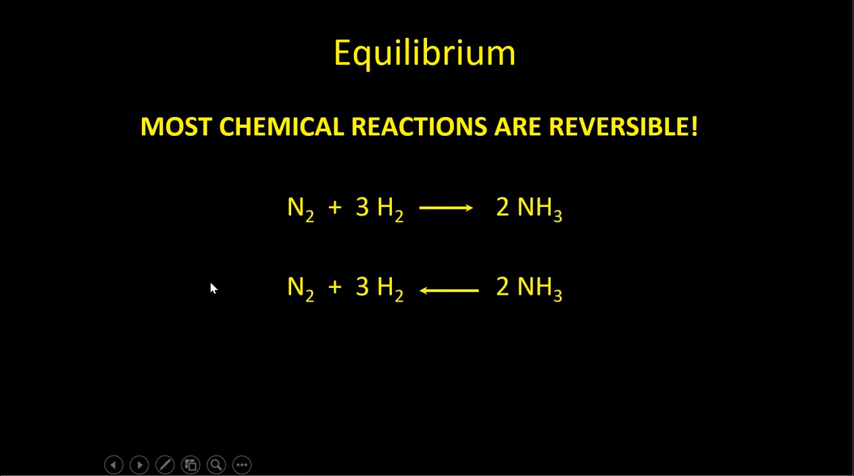 Equilibrium
MOST CHEMICAL REACTIONS ARE REVERSIBLE!
N₂ + 3 H₂ ⟶ 2 NH₃
N₂ + 3 H₂ ⟵ 2 NH₃